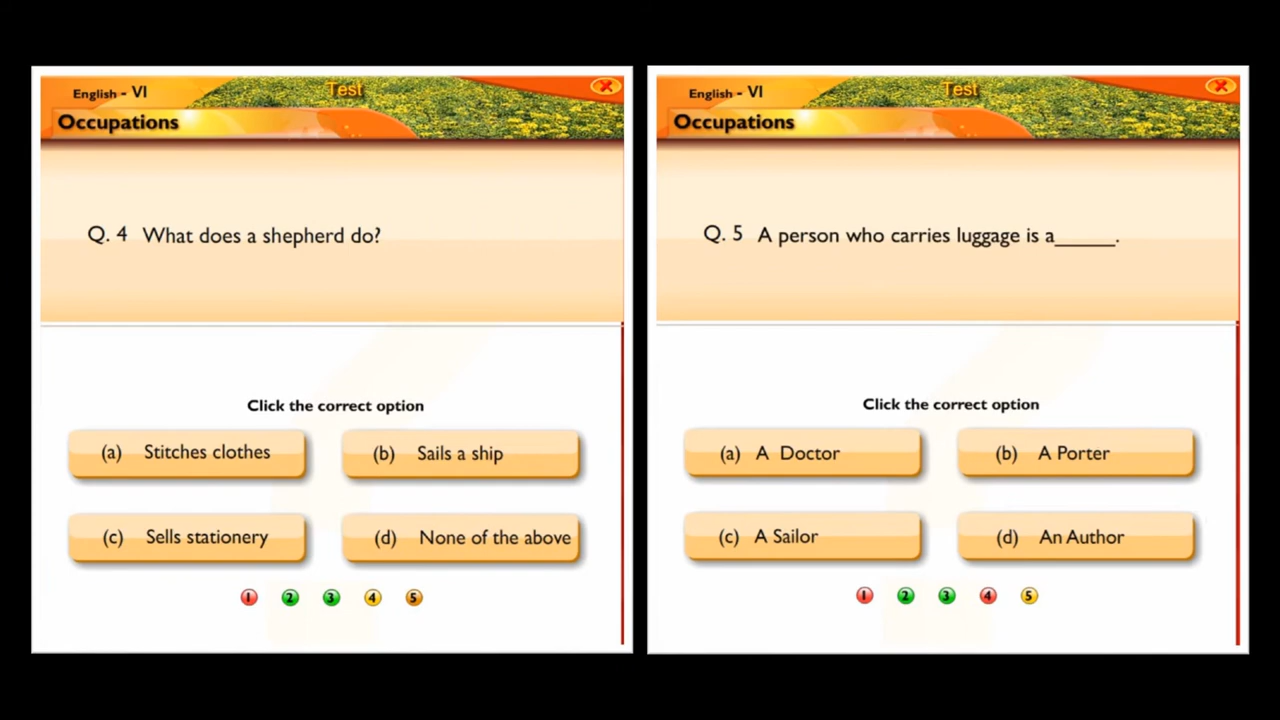 English - VI
Test
Occupations
Q. 4 What does a shepherd do?
Click the correct option
(a) Stitches clothes
(b) Sails a ship
(c) Sells stationery
(d) None of the above
1 2 3 4 5
English - VI
Test
Occupations
Q. 5 A person who carries luggage is a______.
Click the correct option
(a) A Doctor
(b) A Porter
(c) A Sailor
(d) An Author
1 2 3 4 5